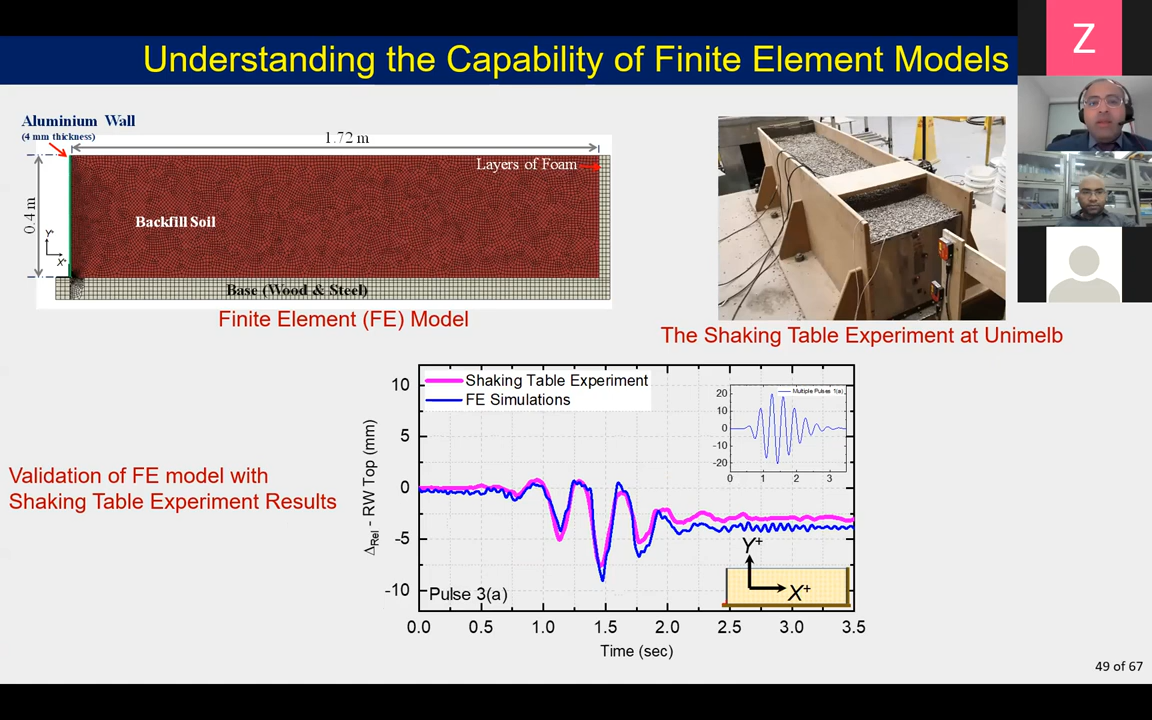 Understanding the Capability of Finite Element Models
Z
Aluminium Wall
(4 mm thickness)
1.72 m
Layers of Foam
0.4 m
Backfill Soil
Y+
X+
Base (Wood & Steel)
Finite Element (FE) Model
The Shaking Table Experiment at Unimelb
Validation of FE model with
Shaking Table Experiment Results
Δ_Rel - RW Top (mm)
10
5
0
-5
-10
Shaking Table Experiment
FE Simulations
Multiple Pulses 1(a)
20
10
0
-10
-20
0 1 2 3
Y+
X+
Pulse 3(a)
0.0 0.5 1.0 1.5 2.0 2.5 3.0 3.5
Time (sec)
49 of 67